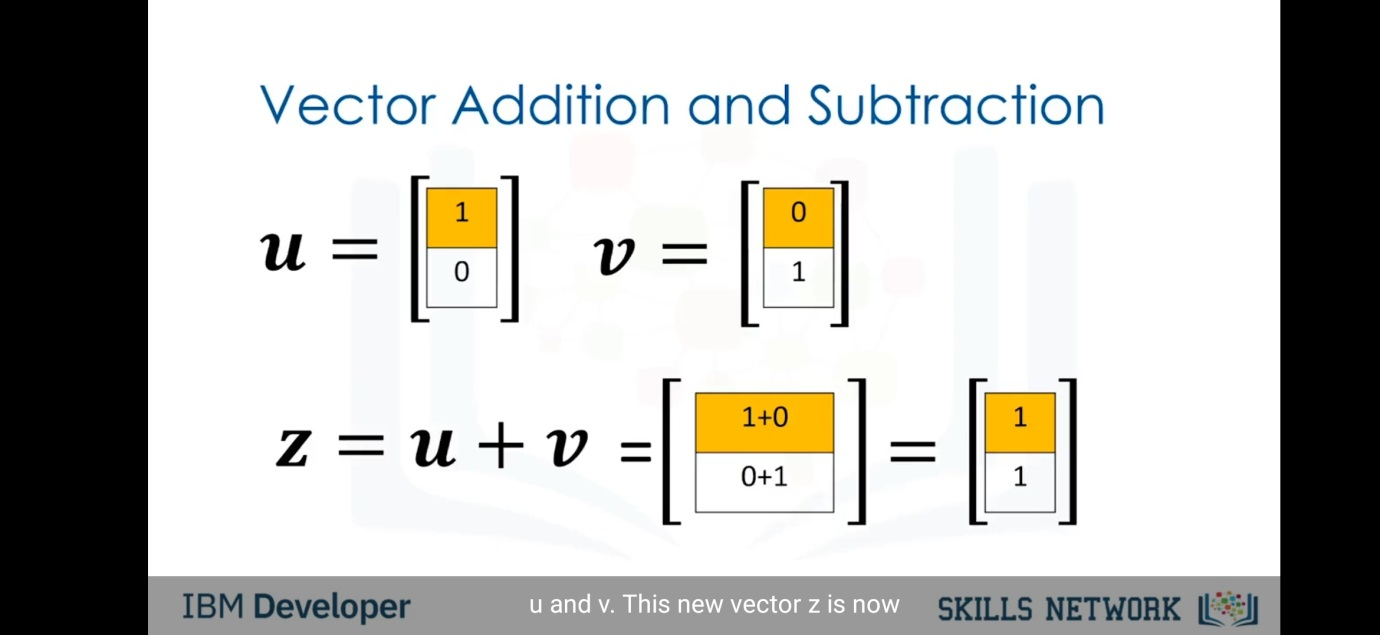 Vector Addition and Subtraction
u = [ 1 ] v = [ 0 ]
0 1
z = u + v = [ 1+0 ] = [ 1 ]
0+1 1
IBM Developer u and v. This new vector z is now SKILLS NETWORK